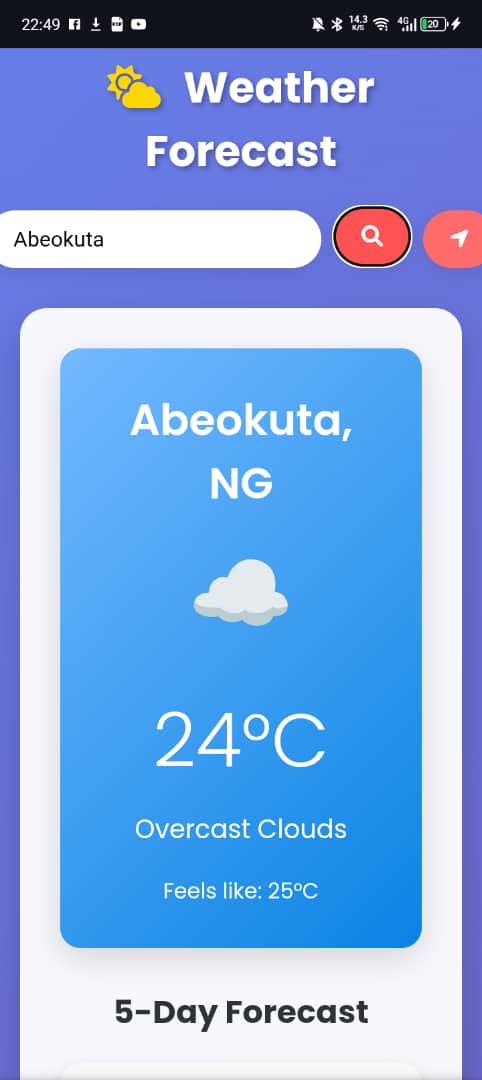 22:49 14.3 K/S 4G 20
Weather
Forecast
Abeokuta
Abeokuta,
NG
24°C
Overcast Clouds
Feels like: 25°C
5-Day Forecast